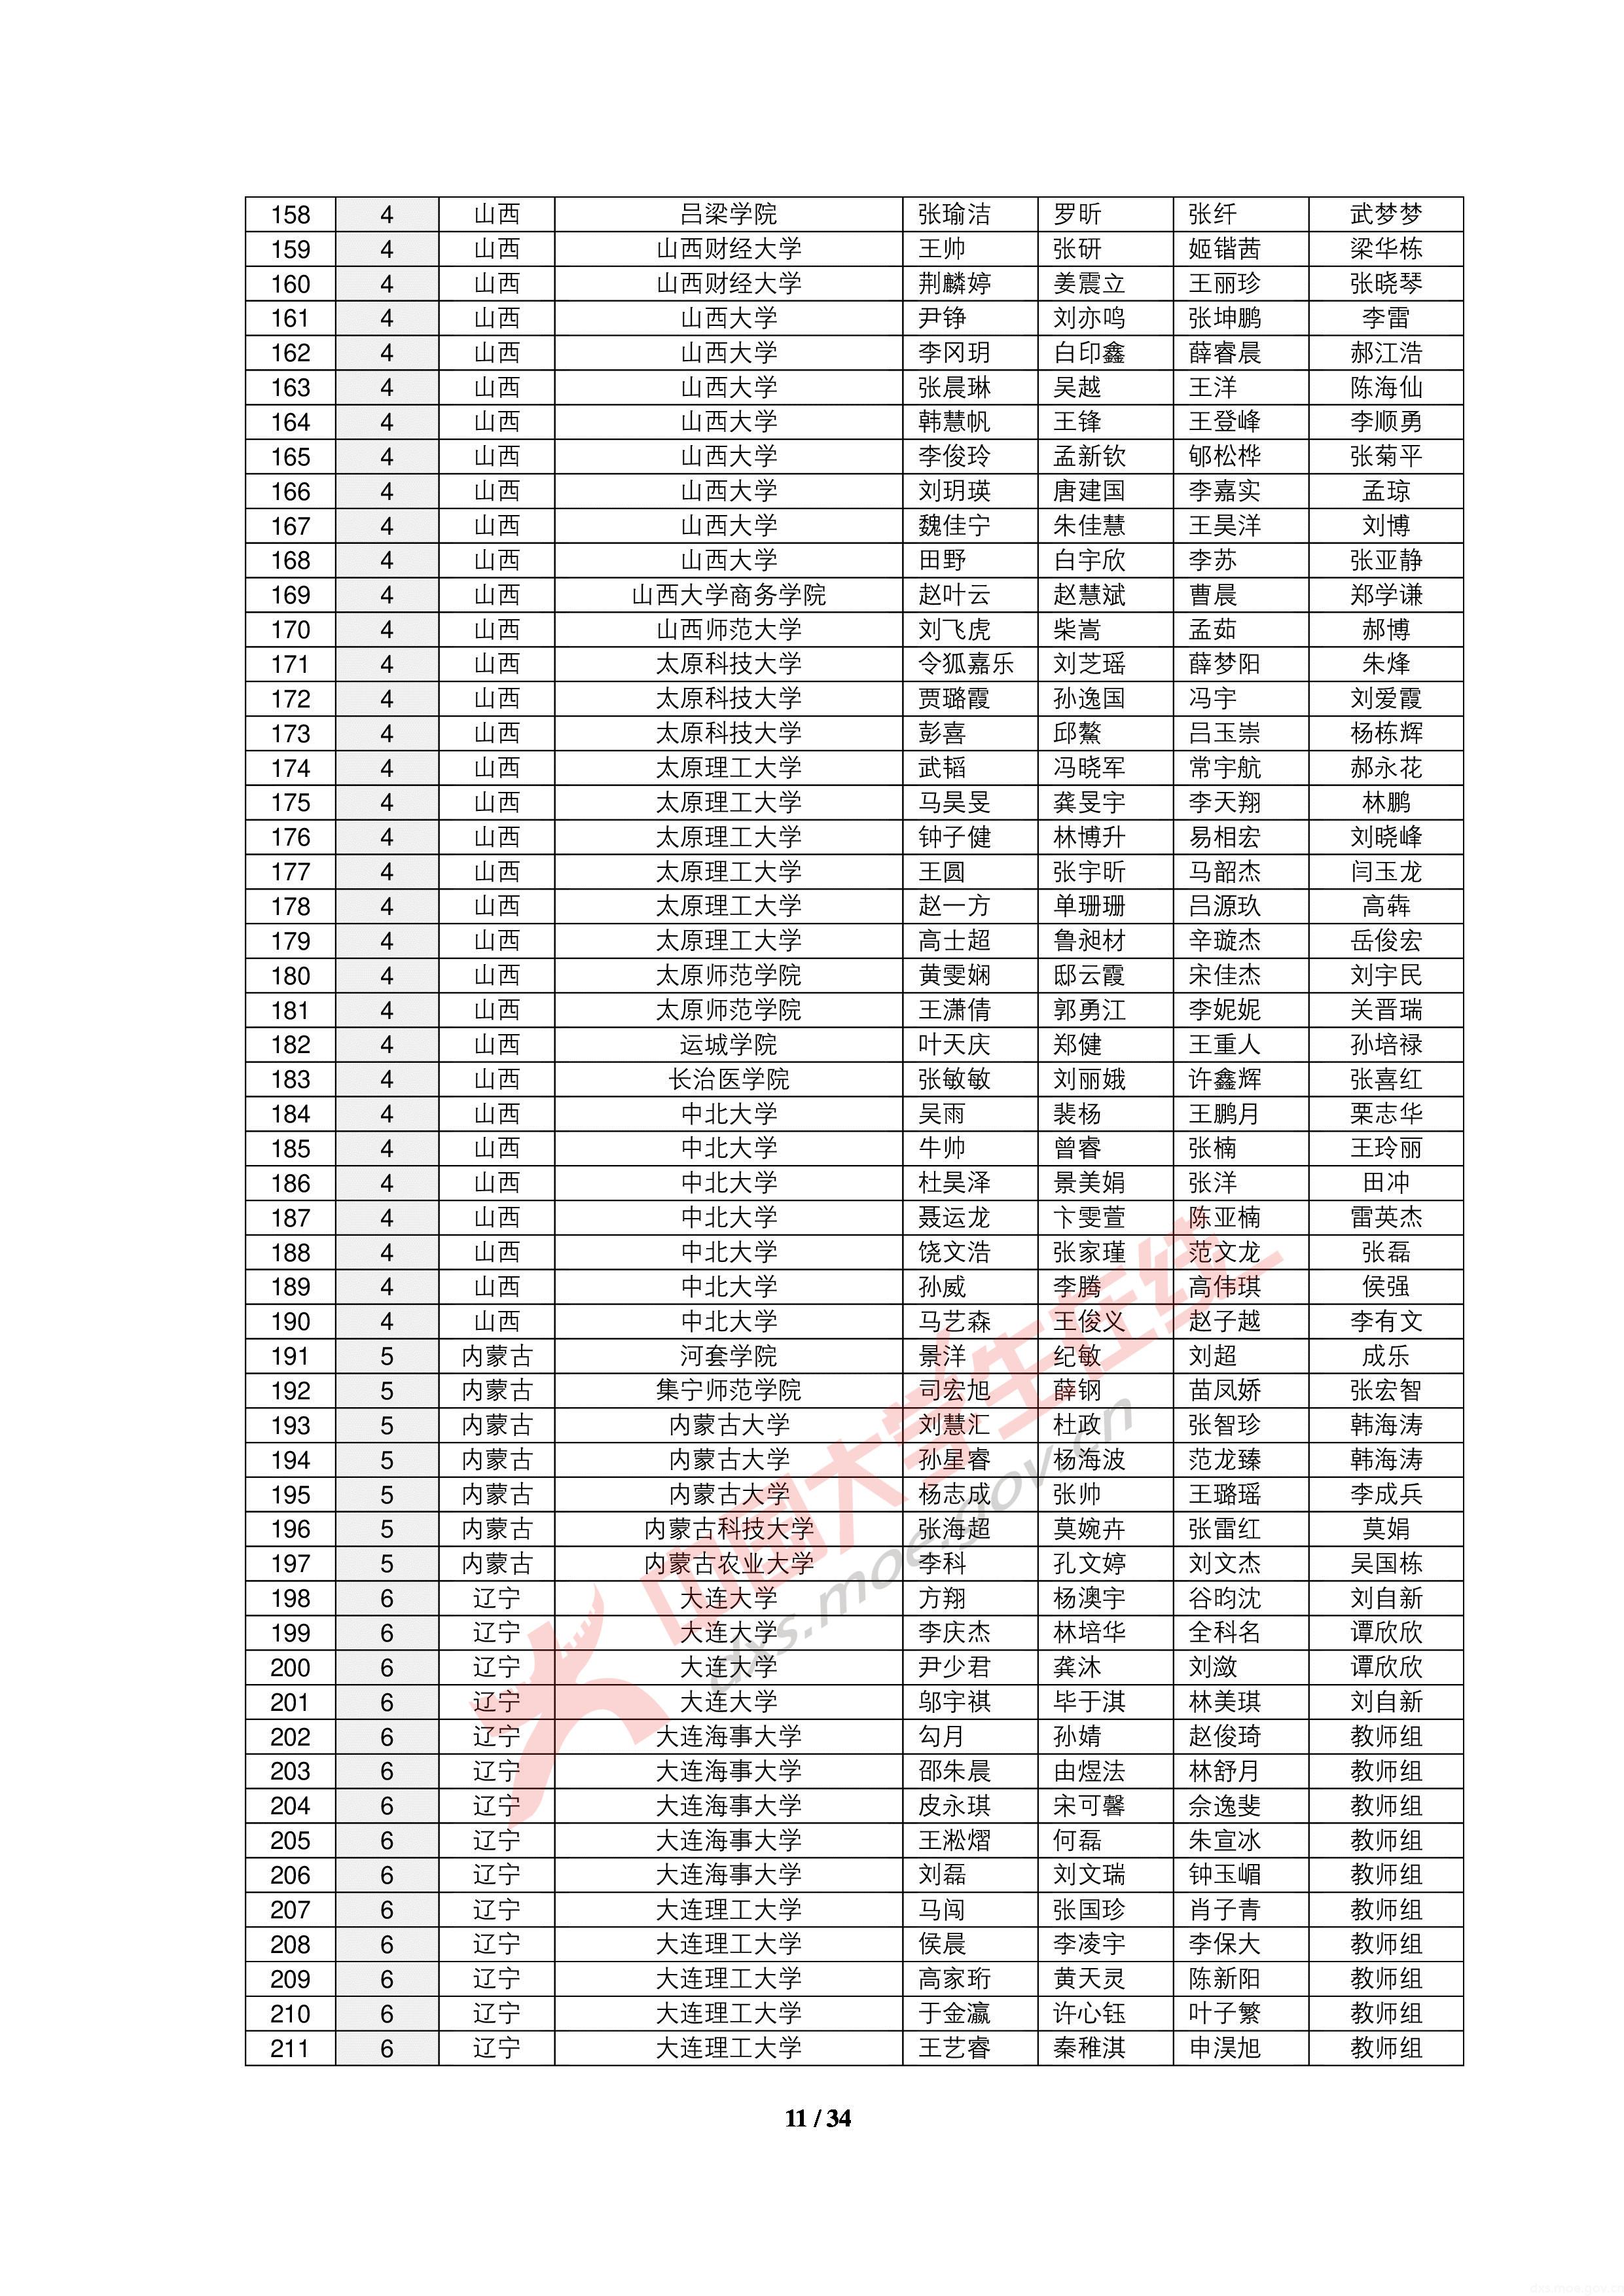 158 4 山西 吕梁学院 张瑜洁 罗昕 张纤 武梦梦
159 4 山西 山西财经大学 王帅 张研 姬锴茜 梁华栋
160 4 山西 山西财经大学 荆麟婷 姜震立 王丽珍 张晓琴
161 4 山西 山西大学 尹铮 刘亦鸣 张坤鹏 李雷
162 4 山西 山西大学 李冈玥 白印鑫 薛睿晨 郝江浩
163 4 山西 山西大学 张晨琳 吴越 王洋 陈海仙
164 4 山西 山西大学 韩慧帆 王锋 王登峰 李顺勇
165 4 山西 山西大学 李俊玲 孟新钦 郇松桦 张菊平
166 4 山西 山西大学 刘玥瑛 唐建国 李嘉实 孟琼
167 4 山西 山西大学 魏佳宁 朱佳慧 王昊洋 刘博
168 4 山西 山西大学 田野 白宇欣 李苏 张亚静
169 4 山西 山西大学商务学院 赵叶云 赵慧斌 曹晨 郑学谦
170 4 山西 山西师范大学 刘飞虎 柴嵩 孟茹 郝博
171 4 山西 太原科技大学 令狐嘉乐 刘芝瑶 薛梦阳 朱烽
172 4 山西 太原科技大学 贾璐霞 孙逸国 冯宇 刘爱霞
173 4 山西 太原科技大学 彭喜 邱鳌 吕玉崇 杨栋辉
174 4 山西 太原理工大学 武韬 冯晓军 常宇航 郝永花
175 4 山西 太原理工大学 马昊旻 龚旻宇 李天翔 林鹏
176 4 山西 太原理工大学 钟子健 林博升 易相宏 刘晓峰
177 4 山西 太原理工大学 王圆 张宇昕 马韶杰 闫玉龙
178 4 山西 太原理工大学 赵一方 单珊珊 吕源玖 高犇
179 4 山西 太原理工大学 高士超 鲁昶材 辛璇杰 岳俊宏
180 4 山西 太原师范学院 黄雯娴 邸云霞 宋佳杰 刘宇民
181 4 山西 太原师范学院 王潇倩 郭勇江 李妮妮 关晋瑞
182 4 山西 运城学院 叶天庆 郑健 王重人 孙培禄
183 4 山西 长治医学院 张敏敏 刘丽娥 许鑫辉 张喜红
184 4 山西 中北大学 吴雨 裴杨 王鹏月 栗志华
185 4 山西 中北大学 牛帅 曾睿 张楠 王玲丽
186 4 山西 中北大学 杜昊泽 景美娟 张洋 田冲
187 4 山西 中北大学 聂运龙 卞雯萱 陈亚楠 雷英杰
188 4 山西 中北大学 饶文浩 张家瑾 范文龙 张磊
189 4 山西 中北大学 孙威 李腾 高伟琪 侯强
190 4 山西 中北大学 马艺森 王俊义 赵子越 李有文
191 5 内蒙古 河套学院 景洋 纪敏 刘超 成乐
192 5 内蒙古 集宁师范学院 司宏旭 薛钢 苗凤娇 张宏智
193 5 内蒙古 内蒙古大学 刘慧汇 杜政 张智珍 韩海涛
194 5 内蒙古 内蒙古大学 孙星睿 杨海波 范龙臻 韩海涛
195 5 内蒙古 内蒙古大学 杨志成 张帅 王璐瑶 李成兵
196 5 内蒙古 内蒙古科技大学 张海超 莫婉卉 张雷红 莫娟
197 5 内蒙古 内蒙古农业大学 李科 孔文婷 刘文杰 吴国栋
198 6 辽宁 大连大学 方翔 杨澳宇 谷昀沈 刘自新
199 6 辽宁 大连大学 李庆杰 林培华 全科名 谭欣欣
200 6 辽宁 大连大学 尹少君 龚沐 刘潋 谭欣欣
201 6 辽宁 大连大学 邬宇祺 毕于淇 林美琪 刘自新
202 6 辽宁 大连海事大学 勾月 孙婧 赵俊琦 教师组
203 6 辽宁 大连海事大学 邵朱晨 由煜法 林舒月 教师组
204 6 辽宁 大连海事大学 皮永琪 宋可馨 佘逸斐 教师组
205 6 辽宁 大连海事大学 王淞熠 何磊 朱宣冰 教师组
206 6 辽宁 大连海事大学 刘磊 刘文瑞 钟玉嵋 教师组
207 6 辽宁 大连理工大学 马闯 张国珍 肖子青 教师组
208 6 辽宁 大连理工大学 侯晨 李凌宇 李保大 教师组
209 6 辽宁 大连理工大学 高家珩 黄天灵 陈新阳 教师组
210 6 辽宁 大连理工大学 于金瀛 许心钰 叶子繁 教师组
211 6 辽宁 大连理工大学 王艺睿 秦稚淇 申淏旭 教师组
中国大学生在线
dxs.moe.gov.cn
11 / 34